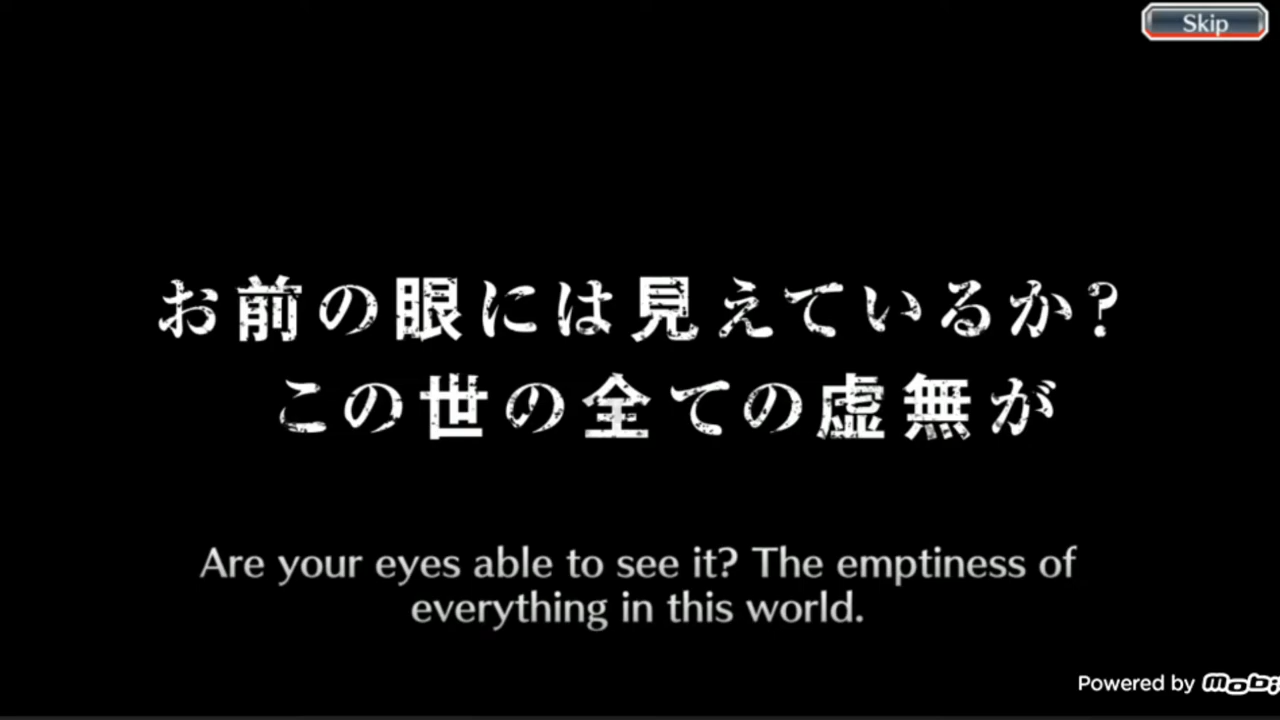 Skip
お前の眼には見えているか?
この世の全ての虚無が
Are your eyes able to see it? The emptiness of
everything in this world.
Powered by